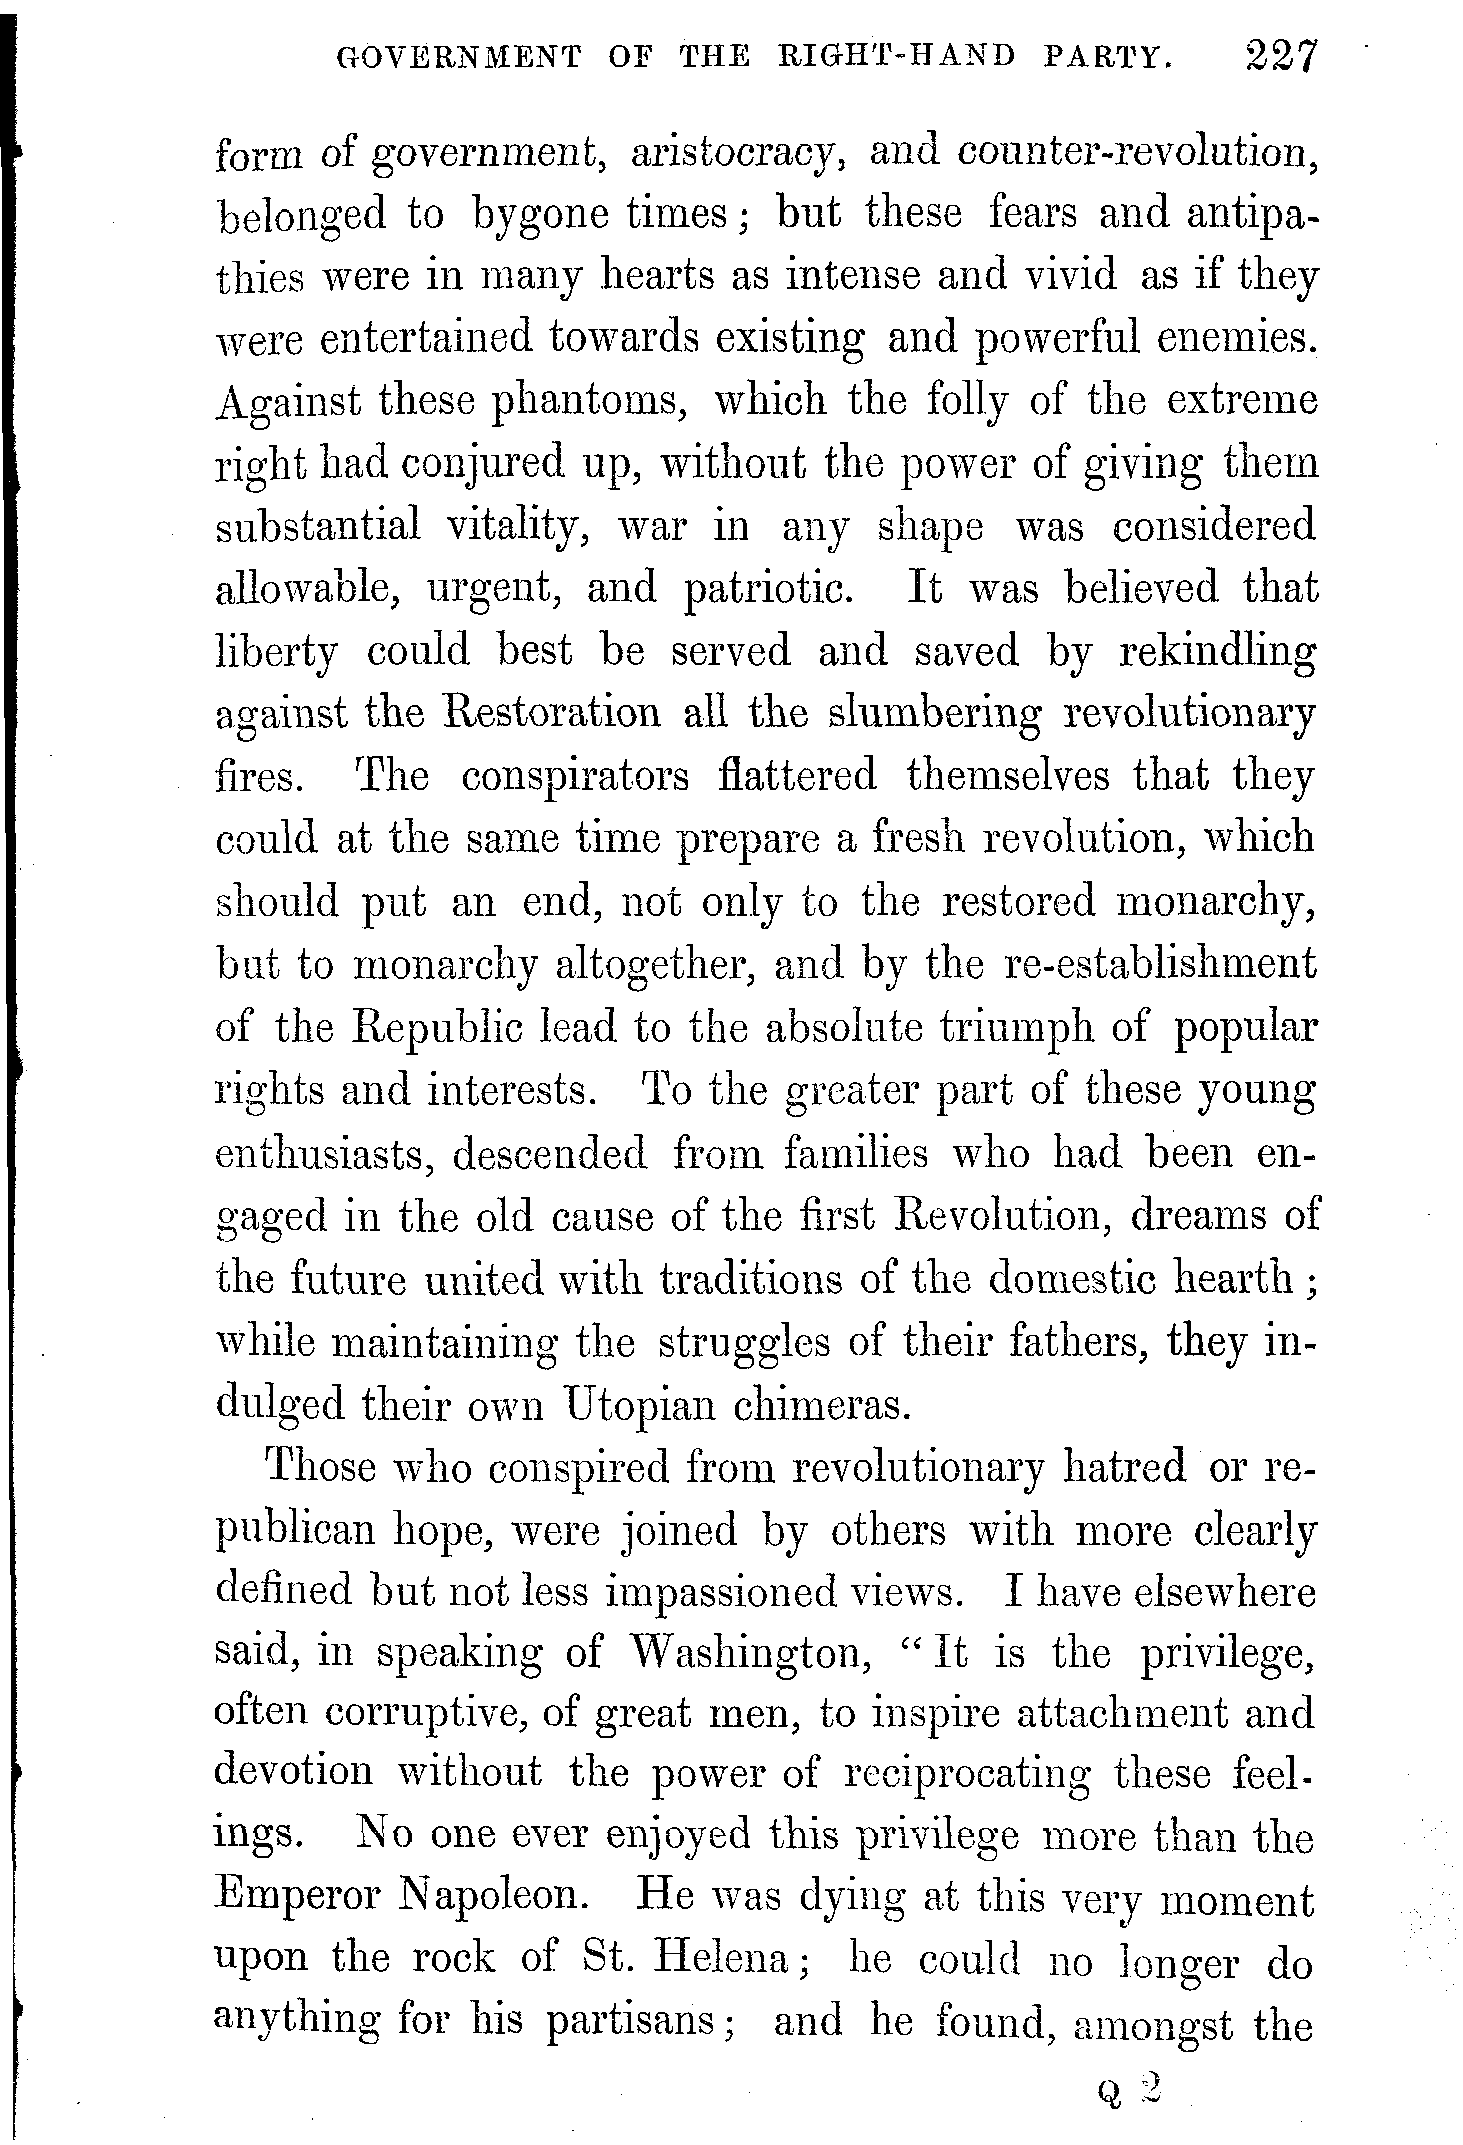 GOVERNMENT OF THE RIGHT-HAND PARTY. 227
form of government, aristocracy, and counter-revolution,
belonged to bygone times; but these fears and antipa-
thies were in many hearts as intense and vivid as if they
were entertained towards existing and powerful enemies.
Against these phantoms, which the folly of the extreme
right had conjured up, without the power of giving them
substantial vitality, war in any shape was considered
allowable, urgent, and patriotic. It was believed that
liberty could best be served and saved by rekindling
against the Restoration all the slumbering revolutionary
fires. The conspirators flattered themselves that they
could at the same time prepare a fresh revolution, which
should put an end, not only to the restored monarchy,
but to monarchy altogether, and by the re-establishment
of the Republic lead to the absolute triumph of popular
rights and interests. To the greater part of these young
enthusiasts, descended from families who had been en-
gaged in the old cause of the first Revolution, dreams of
the future united with traditions of the domestic hearth;
while maintaining the struggles of their fathers, they in-
dulged their own Utopian chimeras.
Those who conspired from revolutionary hatred or re-
publican hope, were joined by others with more clearly
defined but not less impassioned views. I have elsewhere
said, in speaking of Washington, "It is the privilege,
often corruptive, of great men, to inspire attachment and
devotion without the power of reciprocating these feel-
ings. No one ever enjoyed this privilege more than the
Emperor Napoleon. He was dying at this very moment
upon the rock of St. Helena; he could no longer do
anything for his partisans; and he found, amongst the
Q 2